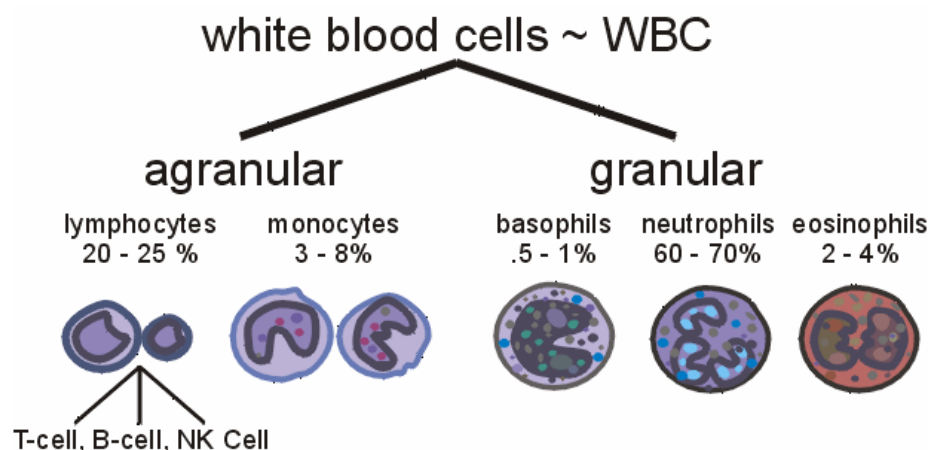 white blood cells ~ WBC
agranular granular
lymphocytes monocytes basophils neutrophils eosinophils
20 - 25 % 3 - 8% .5 - 1% 60 - 70% 2 - 4%
T-cell, B-cell, NK Cell